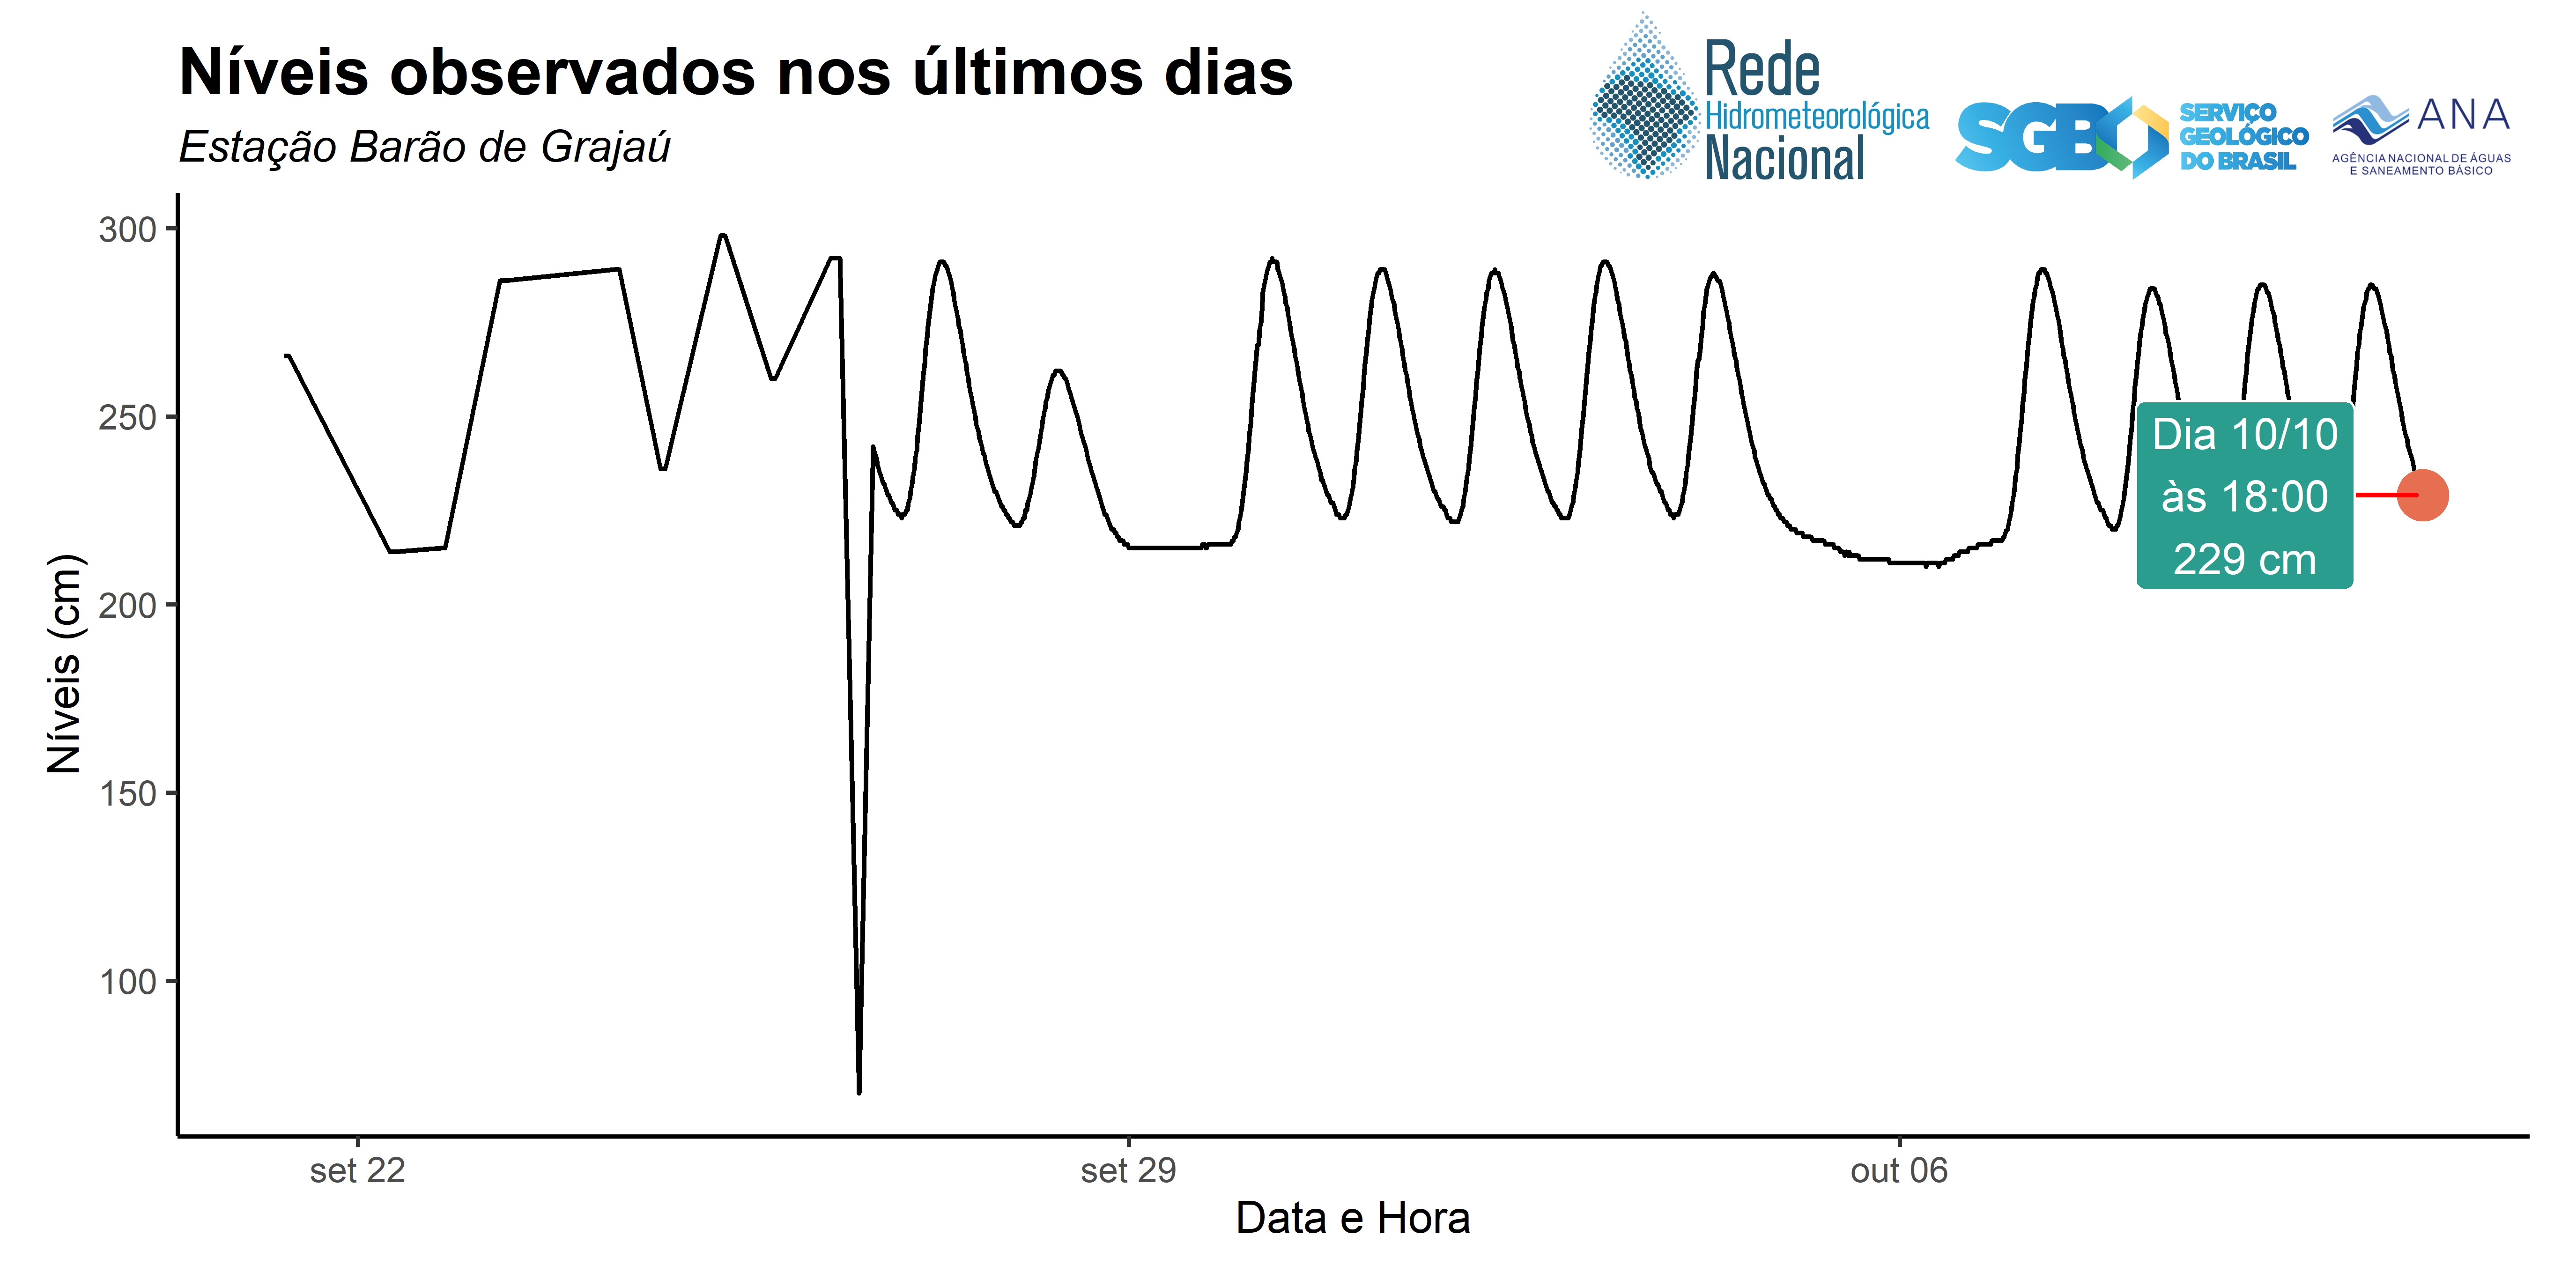 Níveis observados nos últimos dias
Estação Barão de Grajaú
Rede
Hidrometeorológica
Nacional
SGB
SERVIÇO
GEOLÓGICO
DO BRASIL
ANA
AGÊNCIA NACIONAL DE ÁGUAS
E SANEAMENTO BÁSICO
Níveis (cm)
300
250
200
150
100
Dia 10/10
às 18:00
229 cm
set 22
set 29
out 06
Data e Hora